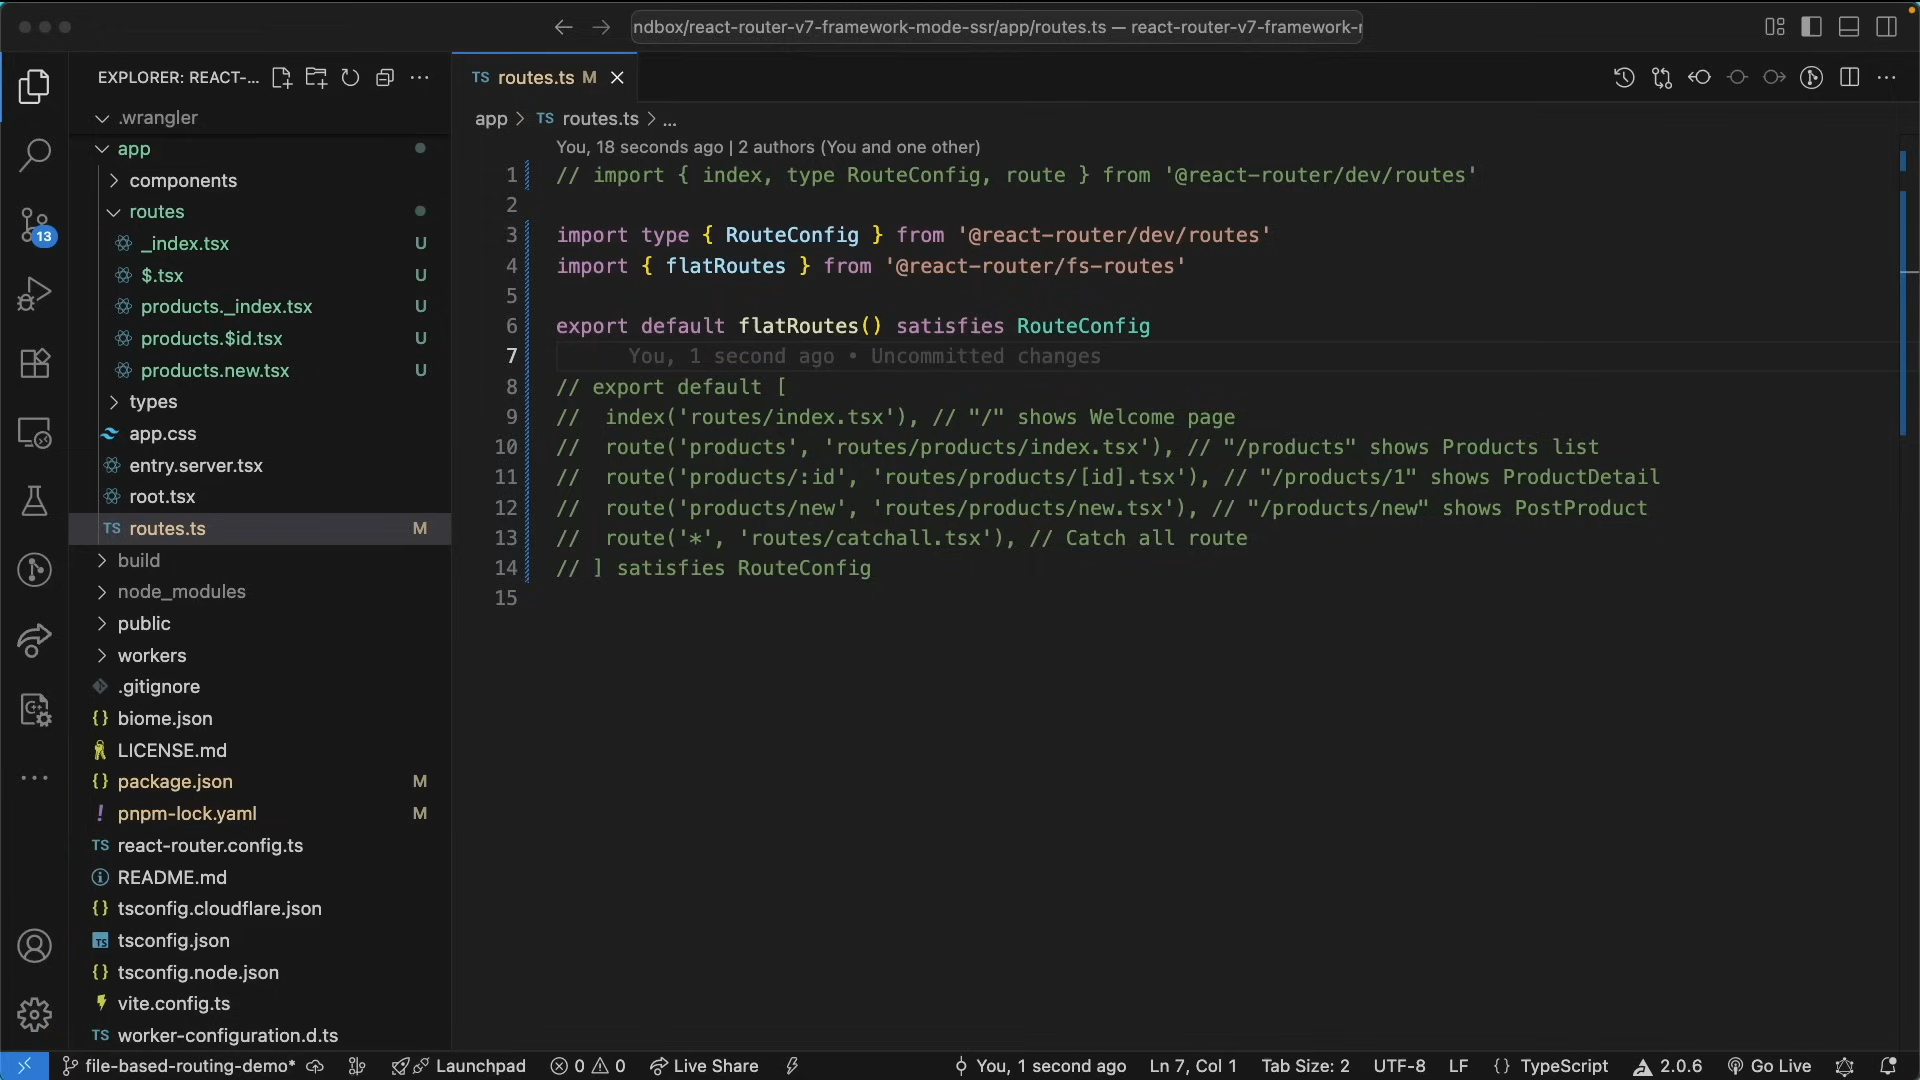 ndbox/react-router-v7-framework-mode-ssr/app/routes.ts — react-router-v7-framework-r
EXPLORER: REACT-...
TS routes.ts M
.wrangler
app
components
routes
_index.tsx U
$.tsx U
products._index.tsx U
products.$id.tsx U
products.new.tsx U
types
app.css
entry.server.tsx
root.tsx
TS routes.ts M
build
node_modules
public
workers
.gitignore
{} biome.json
LICENSE.md
{} package.json M
! pnpm-lock.yaml M
TS react-router.config.ts
README.md
{} tsconfig.cloudflare.json
TS tsconfig.json
{} tsconfig.node.json
vite.config.ts
TS worker-configuration.d.ts
13
app > TS routes.ts > ...
You, 18 seconds ago | 2 authors (You and one other)
1 // import { index, type RouteConfig, route } from '@react-router/dev/routes'
2
3 import type { RouteConfig } from '@react-router/dev/routes'
4 import { flatRoutes } from '@react-router/fs-routes'
5
6 export default flatRoutes() satisfies RouteConfig
7 You, 1 second ago • Uncommitted changes
8 // export default [
9 //  index('routes/index.tsx'), // "/" shows Welcome page
10 //  route('products', 'routes/products/index.tsx'), // "/products" shows Products list
11 //  route('products/:id', 'routes/products/[id].tsx'), // "/products/1" shows ProductDetail
12 //  route('products/new', 'routes/products/new.tsx'), // "/products/new" shows PostProduct
13 //  route('*', 'routes/catchall.tsx'), // Catch all route
14 // ] satisfies RouteConfig
15
file-based-routing-demo* Launchpad 0 0 Live Share You, 1 second ago Ln 7, Col 1 Tab Size: 2 UTF-8 LF {} TypeScript 2.0.6 Go Live